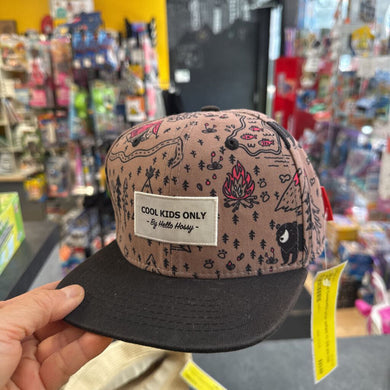 COOL KIDS ONLY
- By Hello Hossy -